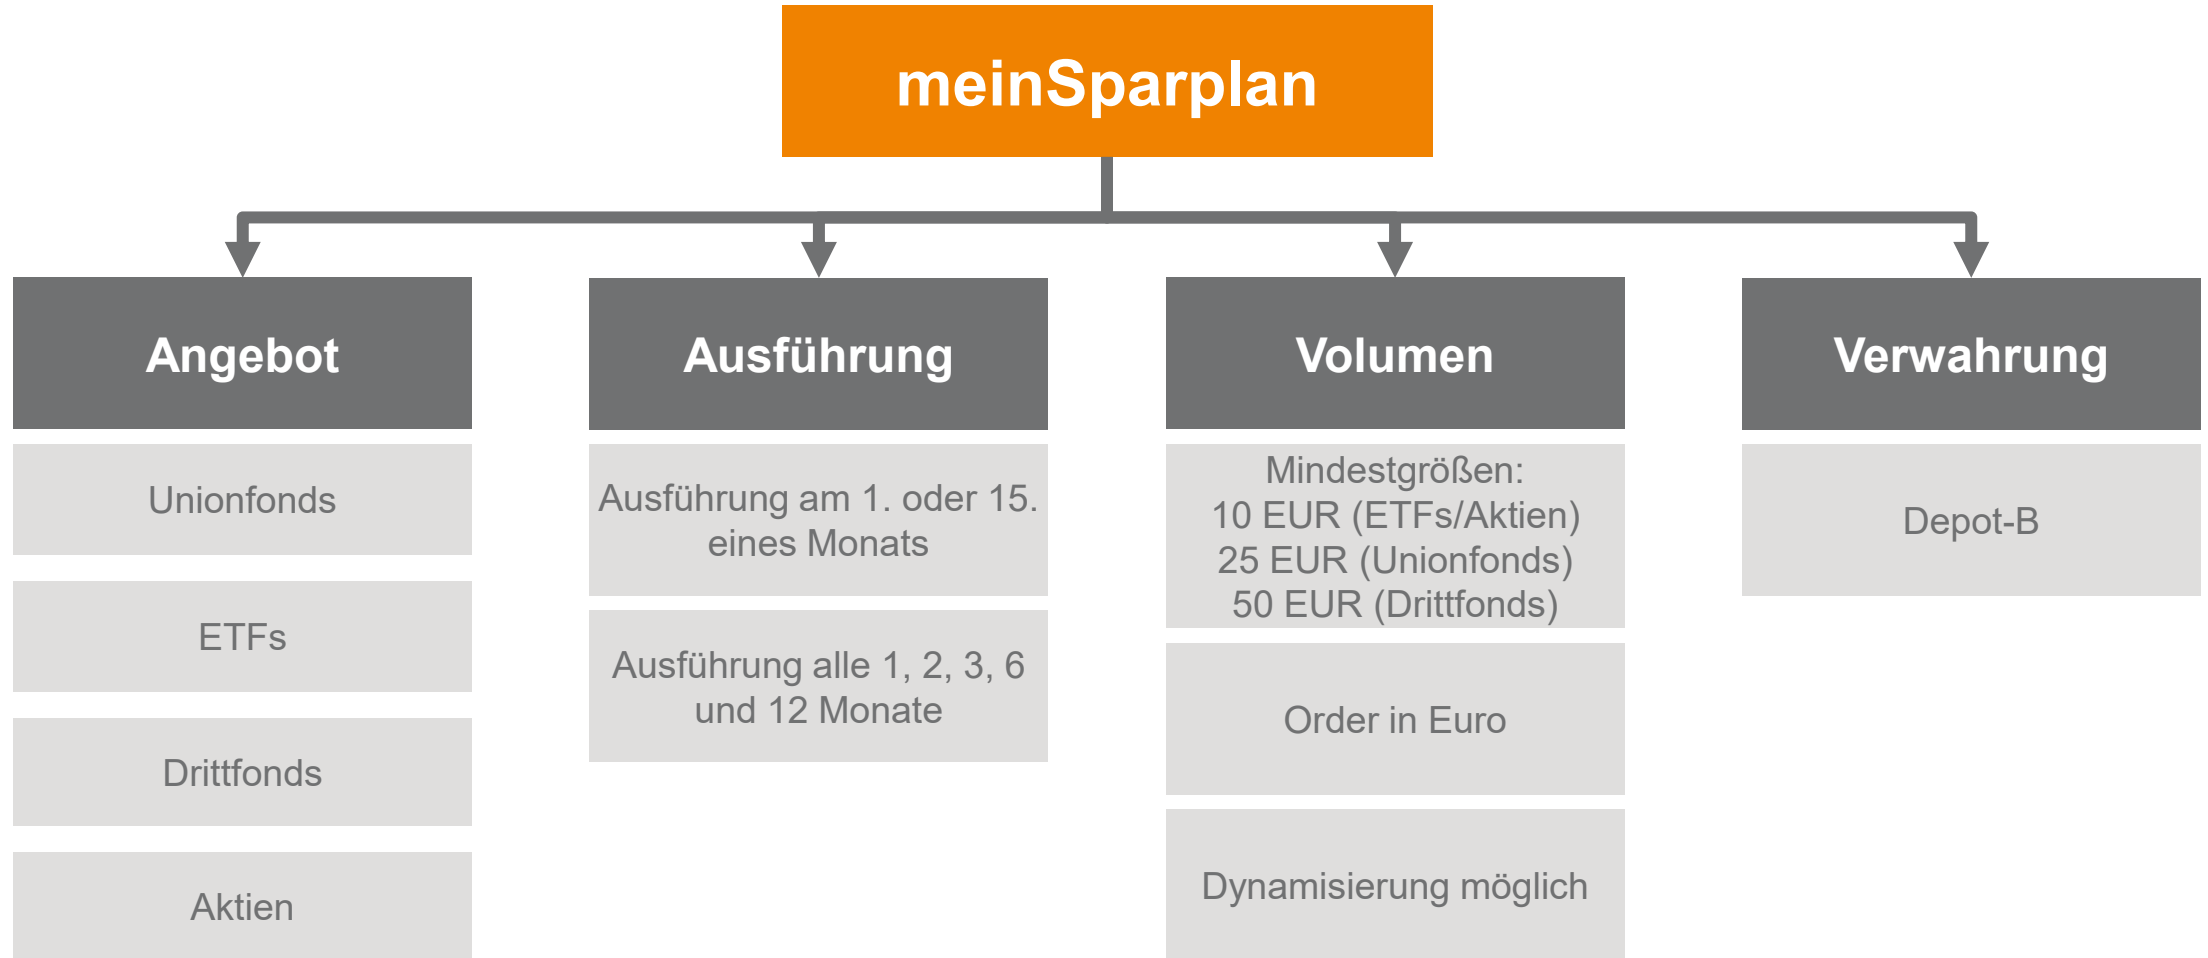 meinSparplan
Angebot
Unionfonds
ETFs
Drittfonds
Aktien
Ausführung
Ausführung am 1. oder 15.
eines Monats
Ausführung alle 1, 2, 3, 6
und 12 Monate
Volumen
Mindestgrößen:
10 EUR (ETFs/Aktien)
25 EUR (Unionfonds)
50 EUR (Drittfonds)
Order in Euro
Dynamisierung möglich
Verwahrung
Depot-B